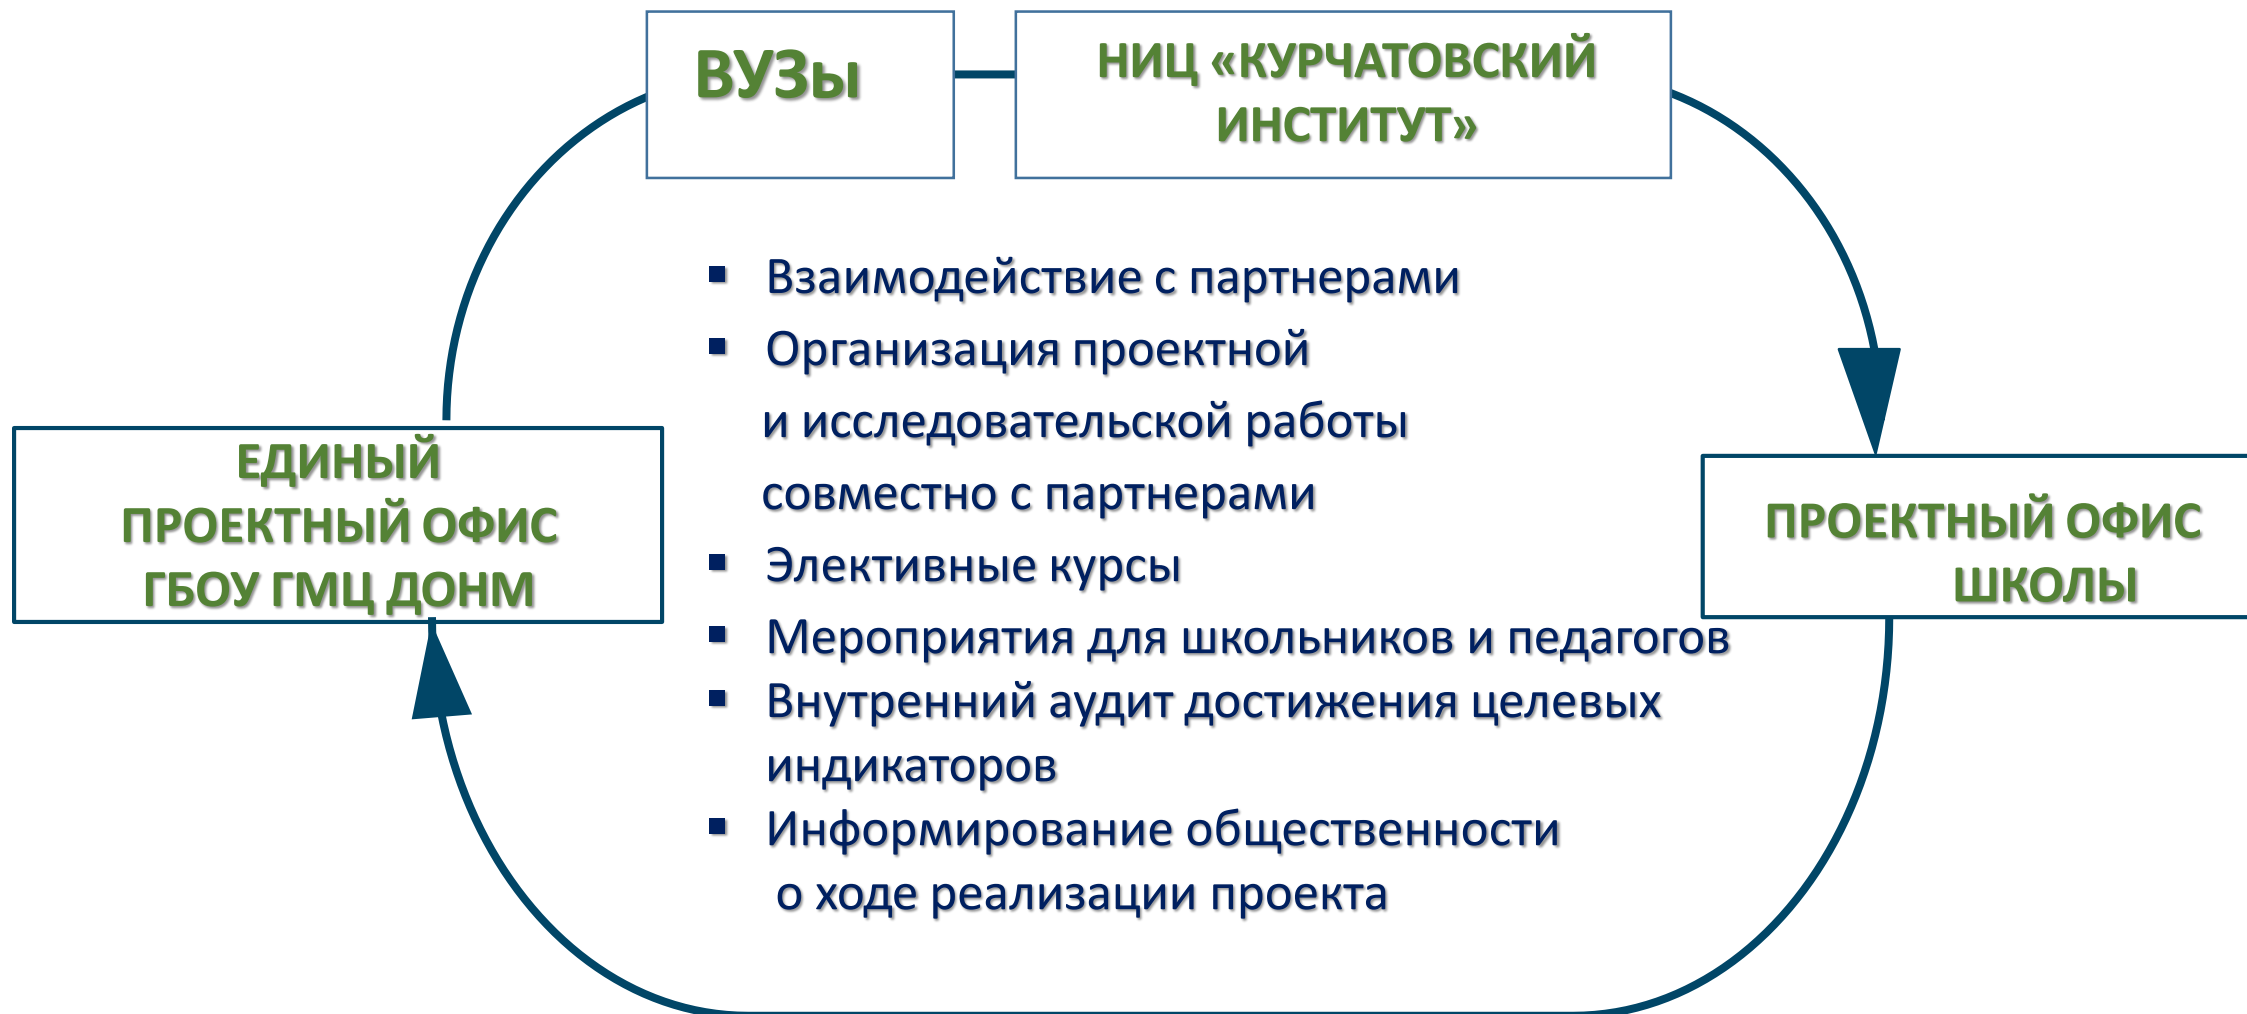 ВУЗы
НИЦ «КУРЧАТОВСКИЙ
ИНСТИТУТ»
▪ Взаимодействие с партнерами
▪ Организация проектной
и исследовательской работы
совместно с партнерами
▪ Элективные курсы
▪ Мероприятия для школьников и педагогов
▪ Внутренний аудит достижения целевых
индикаторов
▪ Информирование общественности
о ходе реализации проекта
ЕДИНЫЙ
ПРОЕКТНЫЙ ОФИС
ГБОУ ГМЦ ДОНМ
ПРОЕКТНЫЙ ОФИС
ШКОЛЫ